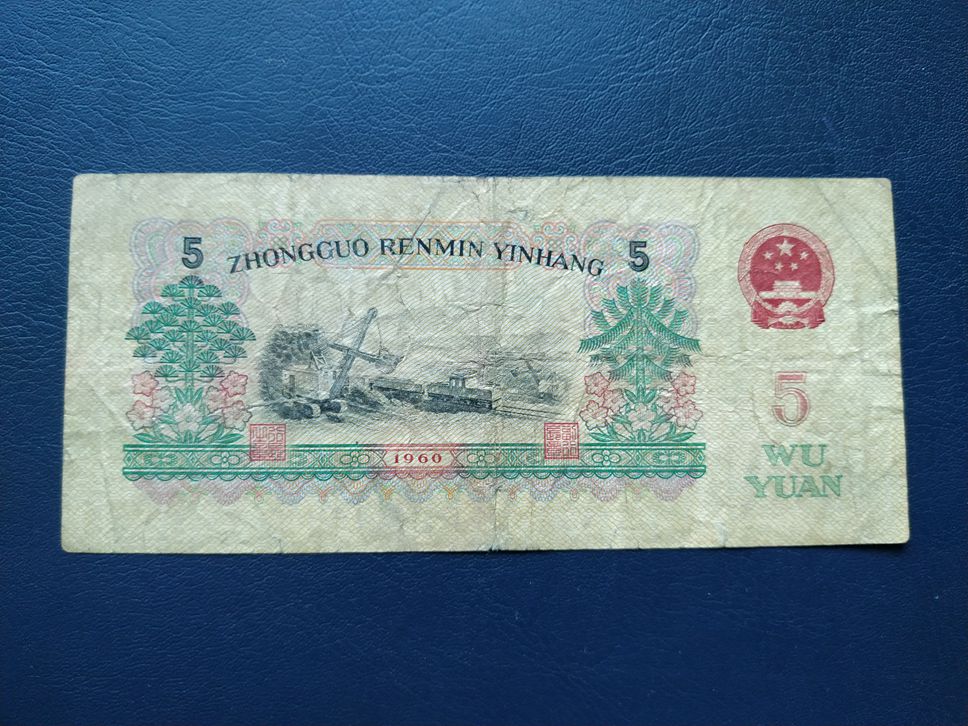 5 ZHONGGUO RENMIN YINHANG 5
5
WU
YUAN
1960